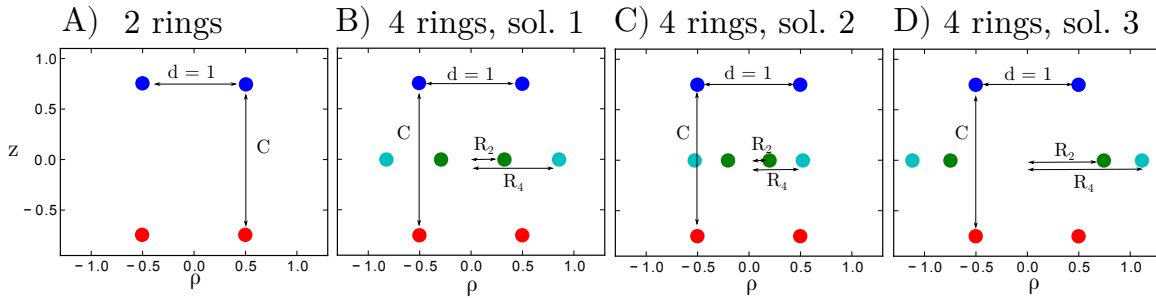 A) 2 rings
B) 4 rings, sol. 1
C) 4 rings, sol. 2
D) 4 rings, sol. 3
1.0
0.5
0.0
−0.5
z
d = 1
C
−1.0 −0.5 0.0 0.5 1.0
ρ
d = 1
C
R₂
R₄
−1.0 −0.5 0.0 0.5 1.0
ρ
d = 1
C
R₂
R₄
−1.0 −0.5 0.0 0.5 1.0
ρ
d = 1
C
R₂
R₄
−1.0 −0.5 0.0 0.5 1.0
ρ